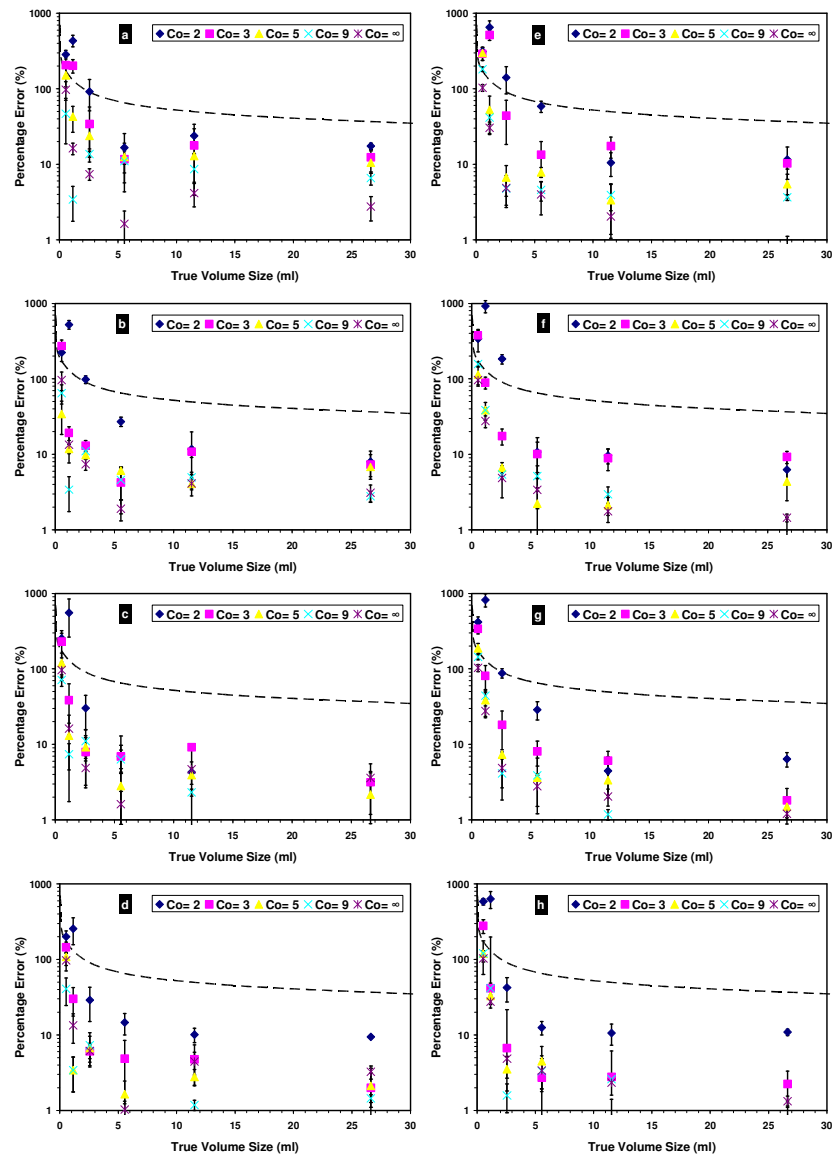 a
Co= 2 Co= 3 Co= 5 Co= 9 Co= ∞
Percentage Error (%)
1000
100
10
1
0 5 10 15 20 25 30
True Volume Size (ml)
e
Co= 2 Co= 3 Co= 5 Co= 9 Co= ∞
Percentage Error (%)
1000
100
10
1
0 5 10 15 20 25 30
True Volume Size (ml)
b
Co= 2 Co= 3 Co= 5 Co= 9 Co= ∞
Percentage Error (%)
1000
100
10
1
0 5 10 15 20 25 30
True Volume Size (ml)
f
Co= 2 Co= 3 Co= 5 Co= 9 Co= ∞
Percentage Error (%)
1000
100
10
1
0 5 10 15 20 25 30
True Volume Size (ml)
c
Co= 2 Co= 3 Co= 5 Co= 9 Co= ∞
Percentage Error (%)
1000
100
10
1
0 5 10 15 20 25 30
True Volume Size (ml)
g
Co= 2 Co= 3 Co= 5 Co= 9 Co= ∞
Percentage Error (%)
1000
100
10
1
0 5 10 15 20 25 30
True Volume Size (ml)
d
Co= 2 Co= 3 Co= 5 Co= 9 Co= ∞
Percentage Error (%)
1000
100
10
1
0 5 10 15 20 25 30
True Volume Size (ml)
h
Co= 2 Co= 3 Co= 5 Co= 9 Co= ∞
Percentage Error (%)
1000
100
10
1
0 5 10 15 20 25 30
True Volume Size (ml)